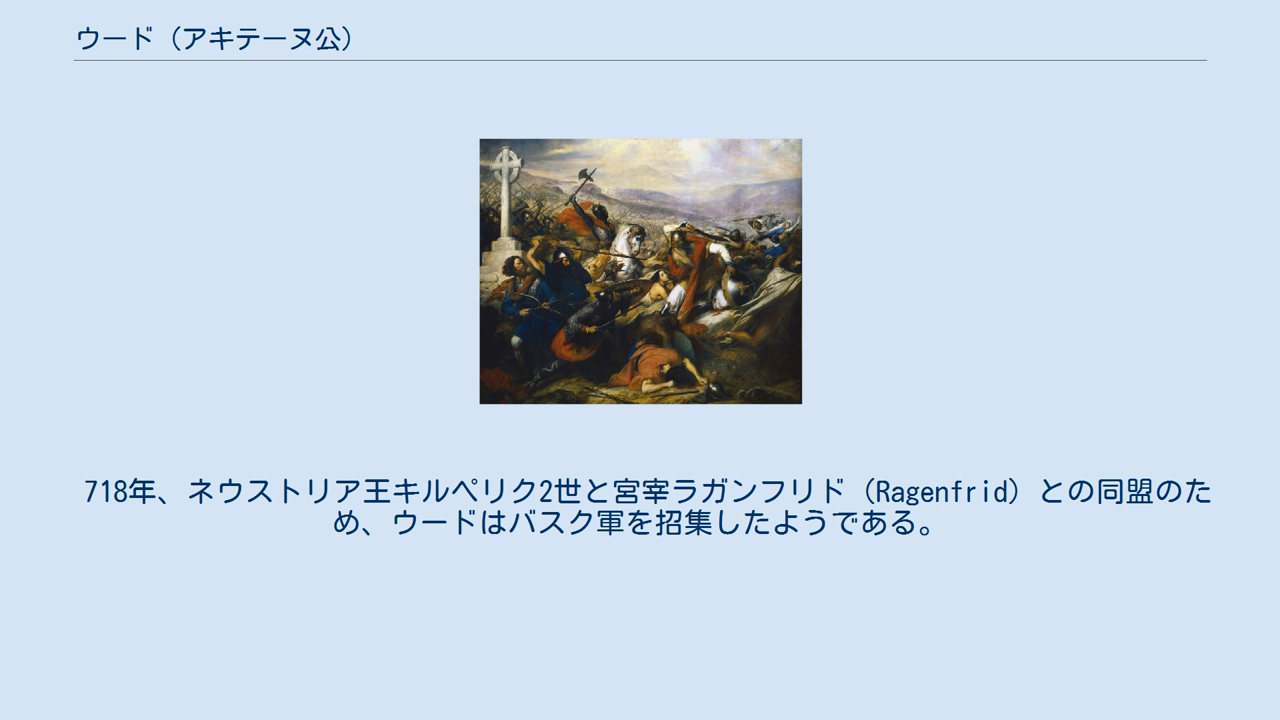 ウード（アキテーヌ公）
718年、ネウストリア王キルペリク2世と宮宰ラガンフリド（Ragenfrid）との同盟のた
め、ウードはバスク軍を招集したようである。